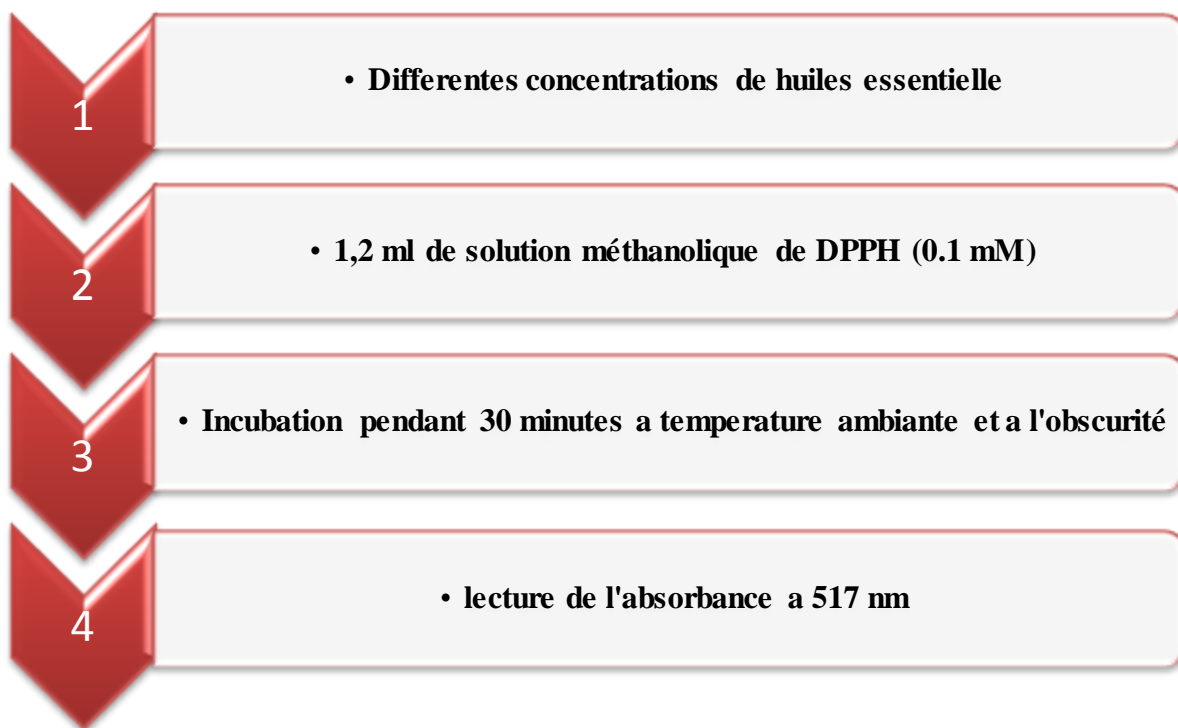 1
• Differentes concentrations de huiles essentielle
2
• 1,2 ml de solution méthanolique de DPPH (0.1 mM)
3
• Incubation pendant 30 minutes a temperature ambiante et a l'obscurité
4
• lecture de l'absorbance a 517 nm